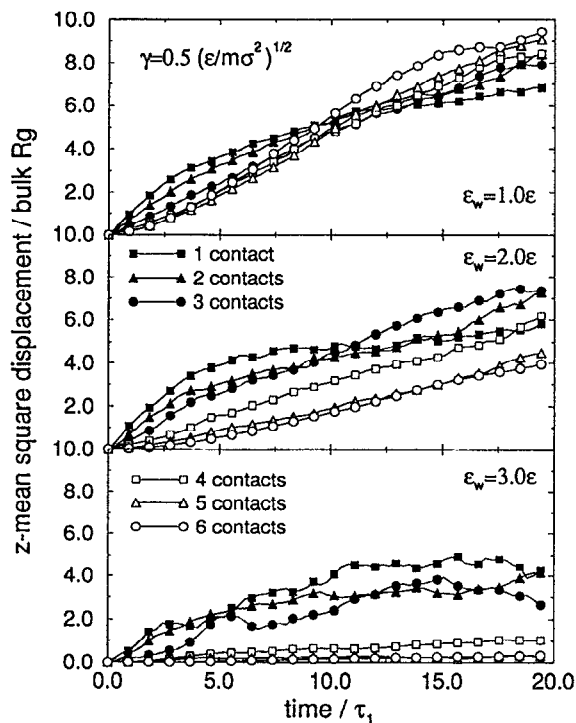 10.0
γ=0.5 (ε/mσ²)^1/2
8.0
6.0
4.0
2.0
ε_w=1.0ε
10.0
1 contact
2 contacts
3 contacts
ε_w=2.0ε
8.0
6.0
4.0
2.0
10.0
4 contacts
5 contacts
6 contacts
ε_w=3.0ε
8.0
6.0
4.0
2.0
0.0
0.0 5.0 10.0 15.0 20.0
time / τ₁
z-mean square displacement / bulk Rg